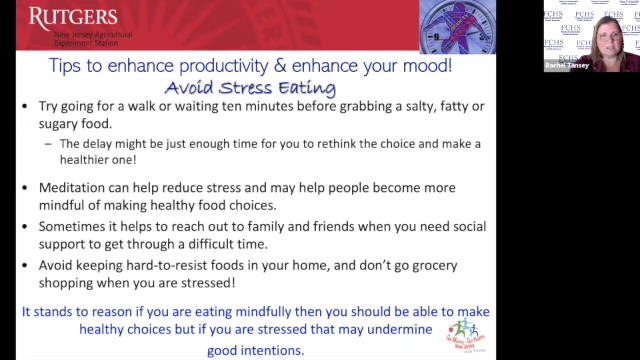 RUTGERS
New Jersey Agricultural
Experiment Station
Tips to enhance productivity & enhance your mood!
Avoid Stress Eating
• Try going for a walk or waiting ten minutes before grabbing a salty, fatty or
sugary food.
– The delay might be just enough time for you to rethink the choice and make a
healthier one!
• Meditation can help reduce stress and may help people become more
mindful of making healthy food choices.
• Sometimes it helps to reach out to family and friends when you need social
support to get through a difficult time.
• Avoid keeping hard-to-resist foods in your home, and don't go grocery
shopping when you are stressed!
It stands to reason if you are eating mindfully then you should be able to make
healthy choices but if you are stressed that may undermine
good intentions.
FCHS
FCHS
FCHS
FCHS
Rachel Tansey